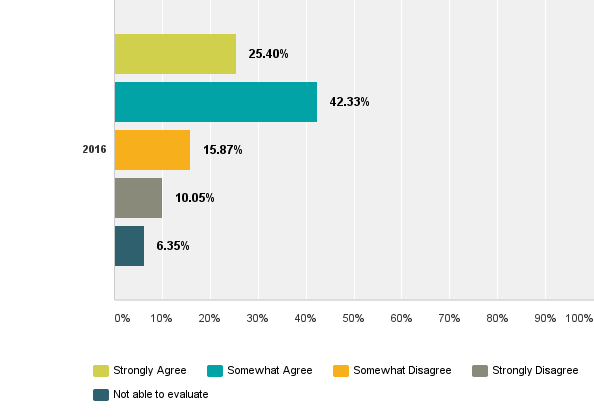 25.40%
42.33%
2016
15.87%
10.05%
6.35%
0% 10% 20% 30% 40% 50% 60% 70% 80% 90% 100%
Strongly Agree Somewhat Agree Somewhat Disagree Strongly Disagree
Not able to evaluate